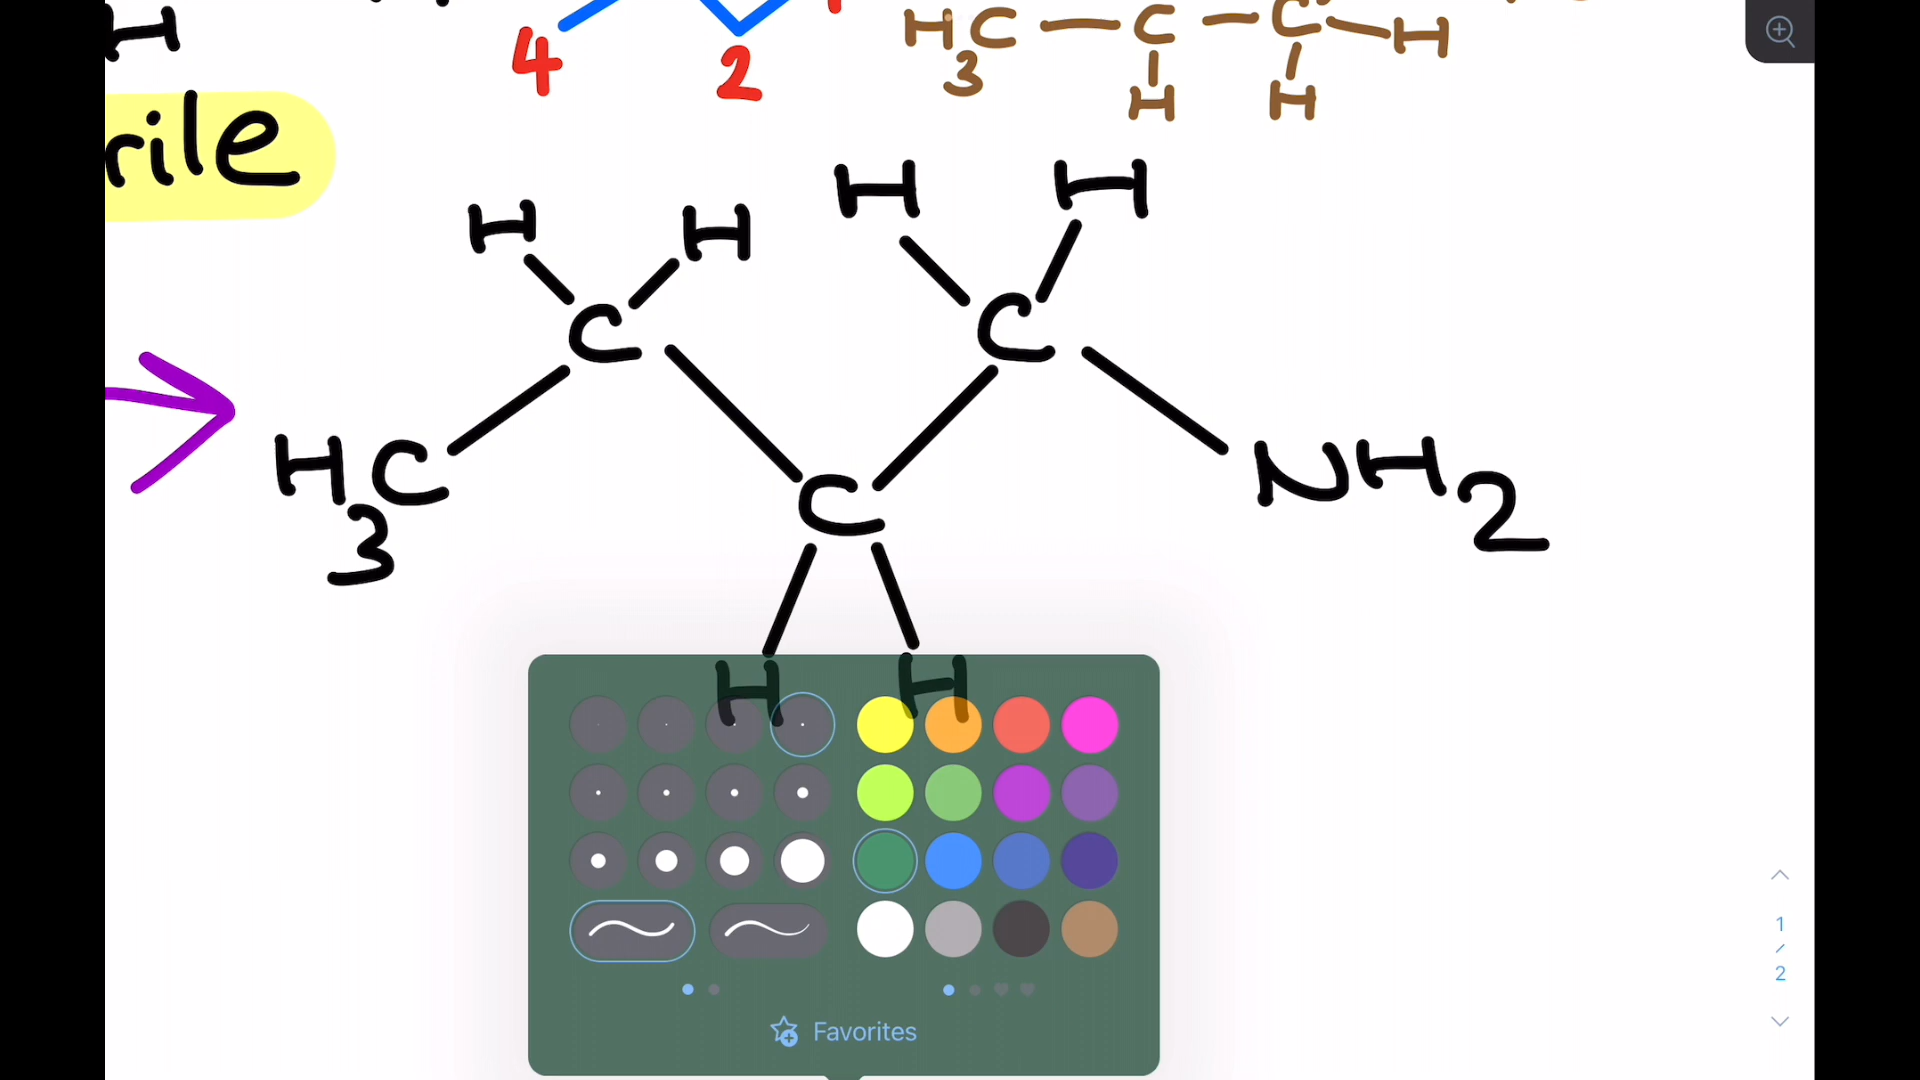 H
4 2
H3C — C — C — H
H H
rile
H H H H
C C
H3C C NH2
H H
1
/
2
Favorites